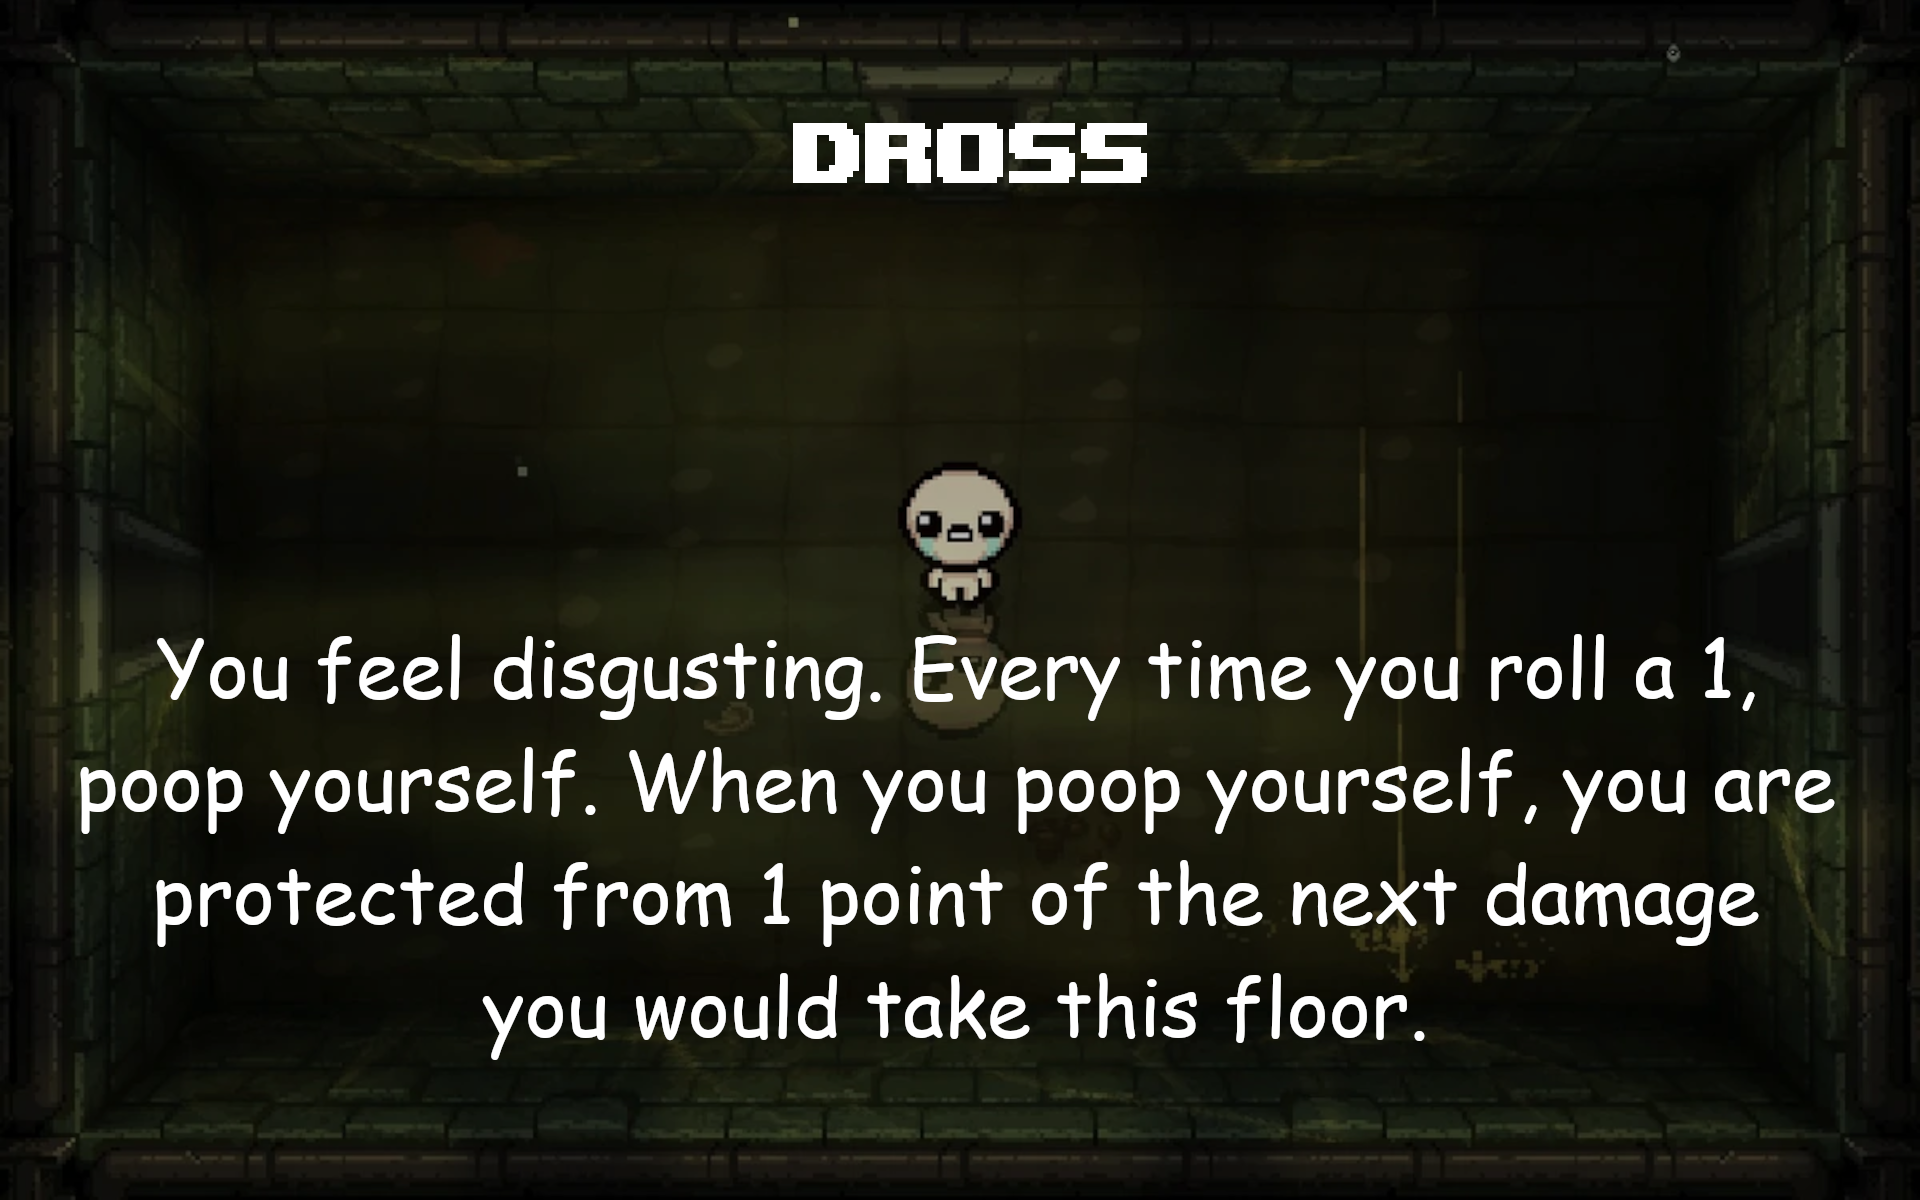 DROSS
You feel disgusting. Every time you roll a 1,
poop yourself. When you poop yourself, you are
protected from 1 point of the next damage
you would take this floor.